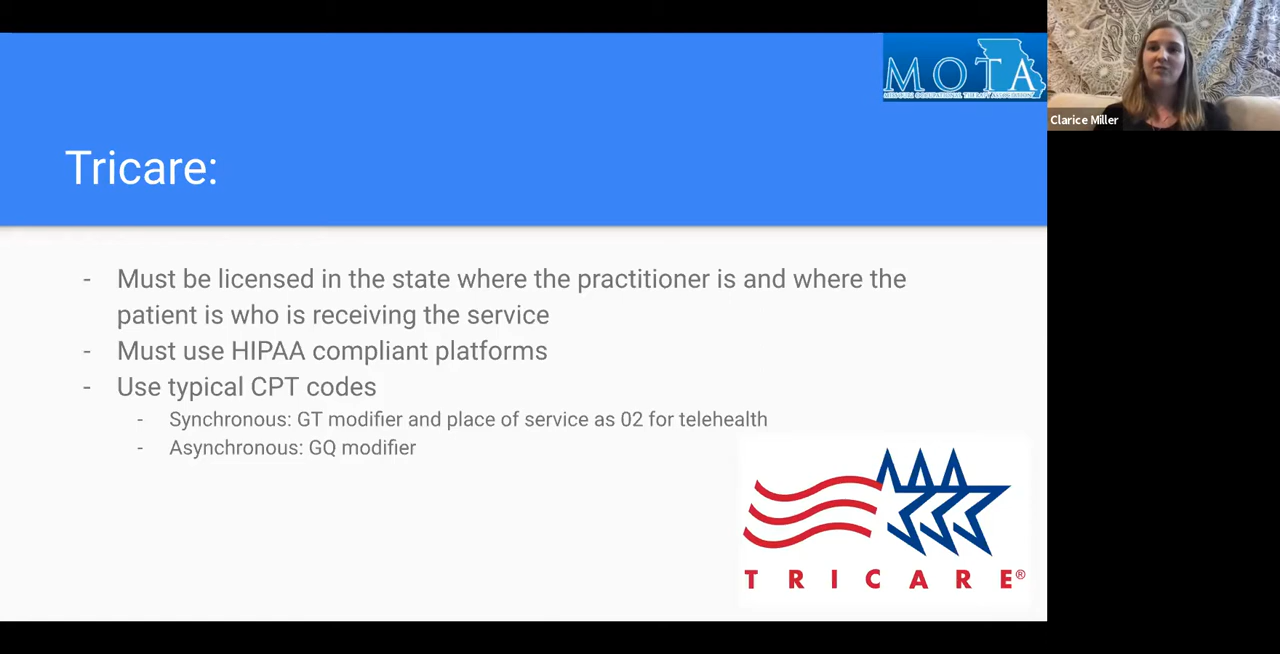 MOTA
Clarice Miller
Tricare:
- Must be licensed in the state where the practitioner is and where the
patient is who is receiving the service
- Must use HIPAA compliant platforms
- Use typical CPT codes
- Synchronous: GT modifier and place of service as 02 for telehealth
- Asynchronous: GQ modifier
TRICARE®